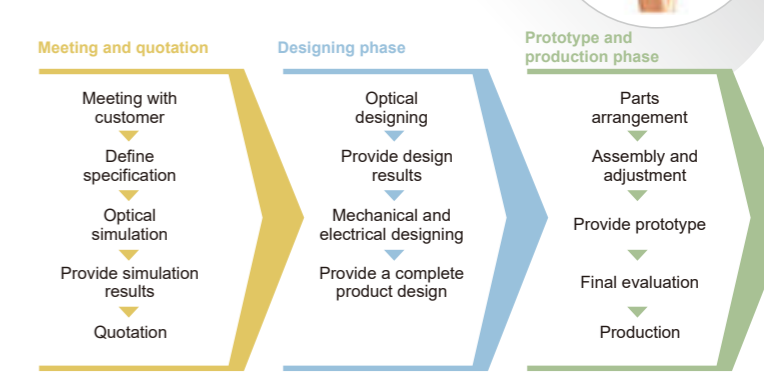 Meeting and quotation
Meeting with
customer
Define
specification
Optical
simulation
Provide simulation
results
Quotation
Designing phase
Optical
designing
Provide design
results
Mechanical and
electrical designing
Provide a complete
product design
Prototype and
production phase
Parts
arrangement
Assembly and
adjustment
Provide prototype
Final evaluation
Production